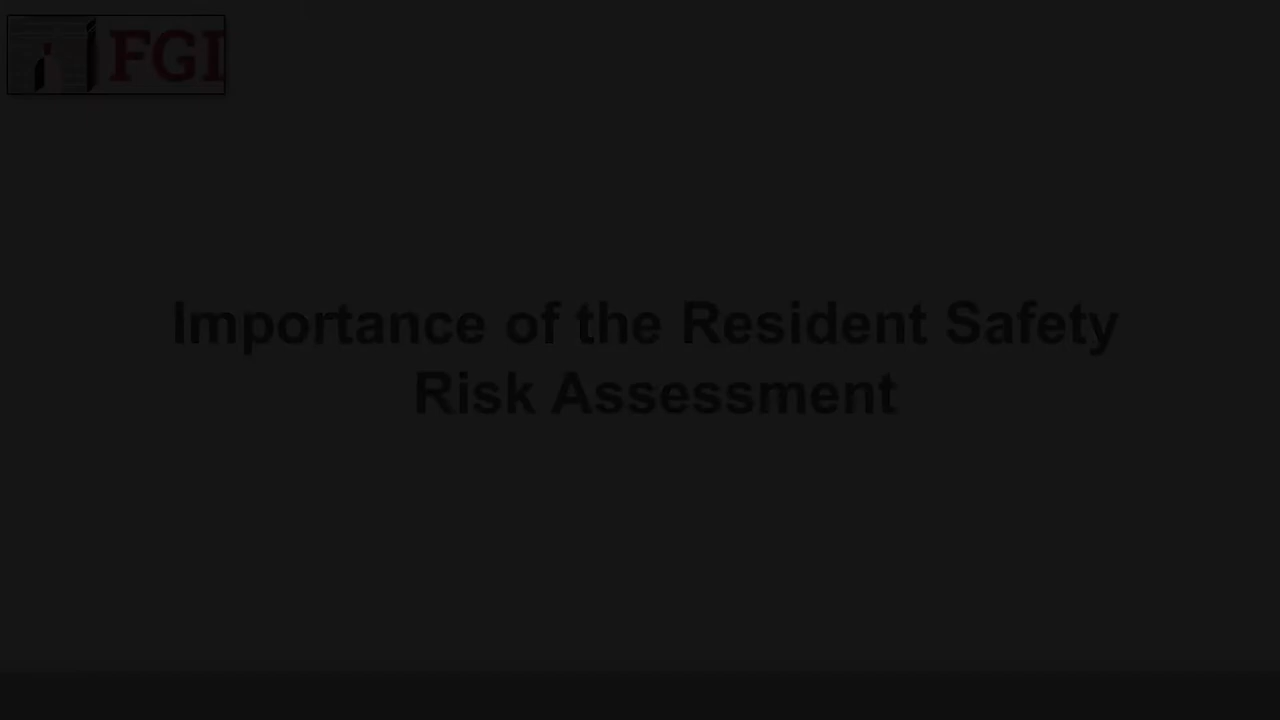 FGI
Importance of the Resident Safety
Risk Assessment